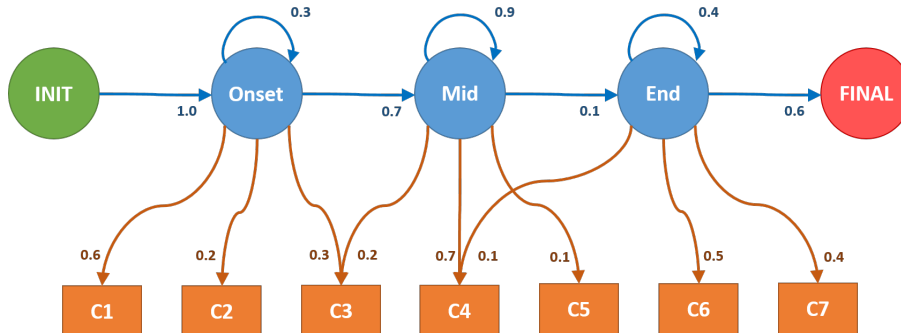 0.3 0.9 0.4
INIT Onset Mid End FINAL
1.0 0.7 0.1 0.6
0.6 0.2 0.3 0.2 0.7 0.1 0.1 0.5 0.4
C1 C2 C3 C4 C5 C6 C7